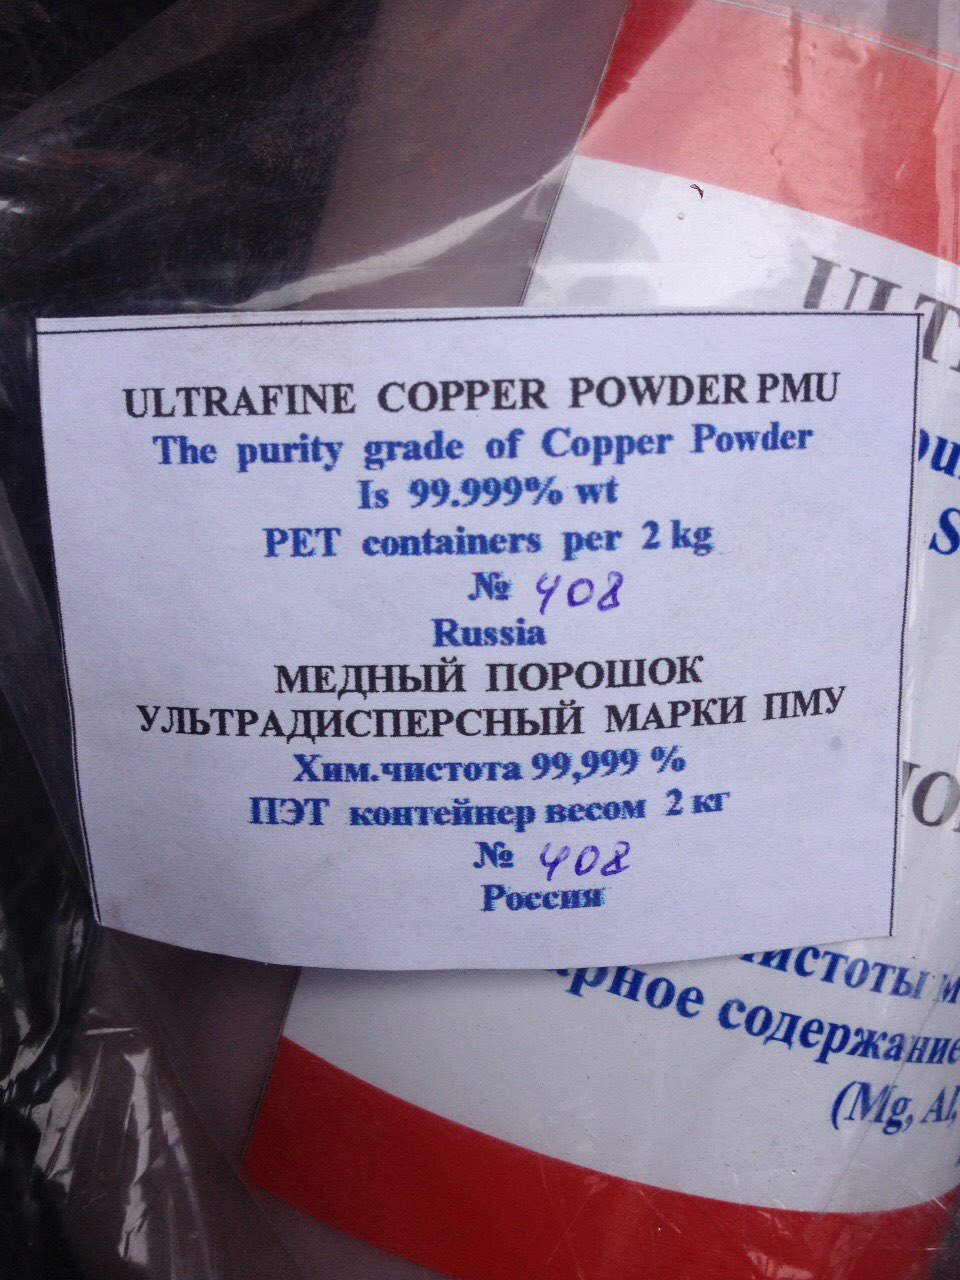 ULTRAFINE COPPER POWDER PMU
The purity grade of Copper Powder
Is 99.999% wt
PET containers per 2 kg
№ 408
Russia
МЕДНЫЙ ПОРОШОК
УЛЬТРАДИСПЕРСНЫЙ МАРКИ ПМУ
Хим.чистота 99,999 %
ПЭТ контейнер весом 2 кг
№ 408
Россия
содержание
(Mg, Al,